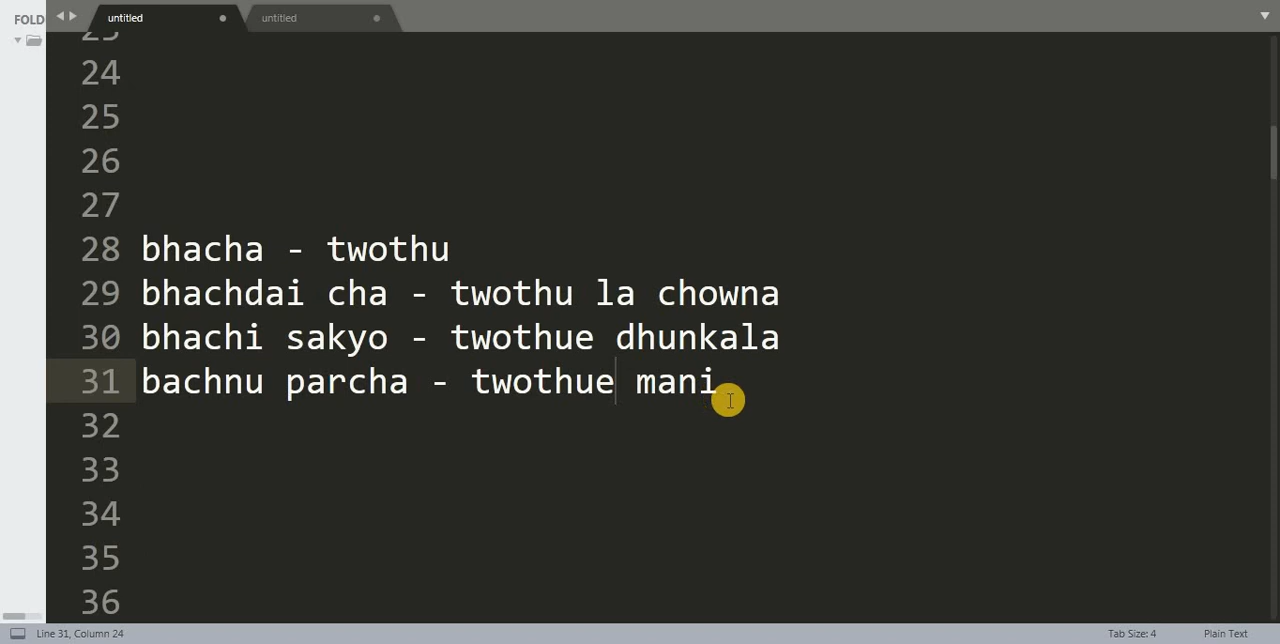 FOLD
untitled
untitled
23
24
25
26
27
28 bhacha - twothu
29 bhachdai cha - twothu la chowna
30 bhachi sakyo - twothue dhunkala
31 bachnu parcha - twothue mani
32
33
34
35
36
Line 31, Column 24
Tab Size: 4
Plain Text